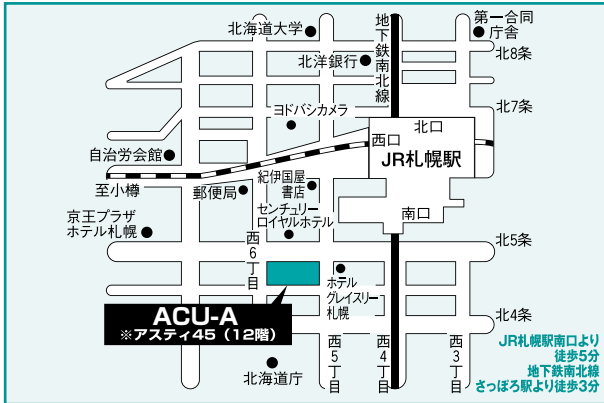 北海道大学
地下鉄南北線
第一合同
庁舎
北洋銀行
北8条
ヨドバシカメラ
北7条
北口
西口
JR札幌駅
自治労会館
至小樽
郵便局
紀伊国屋
書店
南口
京王プラザ
ホテル札幌
センチュリー
ロイヤルホテル
西6丁目
北5条
ホテル
グレイスリー
札幌
ACU-A
※アスティ45（12階）
北4条
北海道庁
西5丁目
西4丁目
西3丁目
JR札幌駅南口より
徒歩5分
地下鉄南北線
さっぽろ駅より徒歩3分